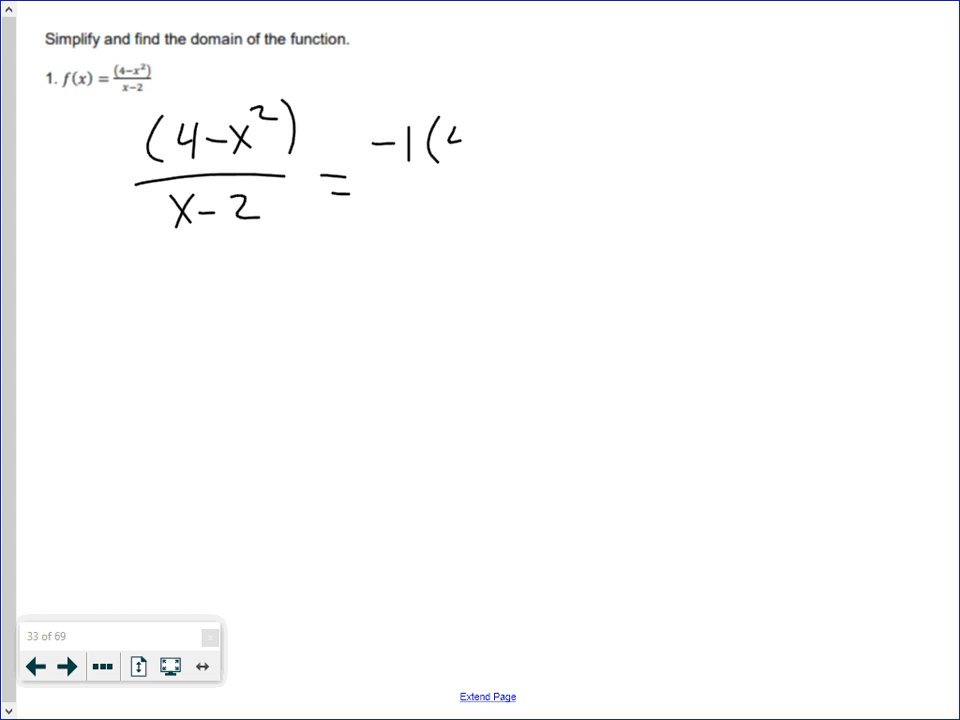 Simplify and find the domain of the function.
1. f(x) = (4−x²)/(x−2)
(4−x²)/(x−2) = −1(4
33 of 69
Extend Page